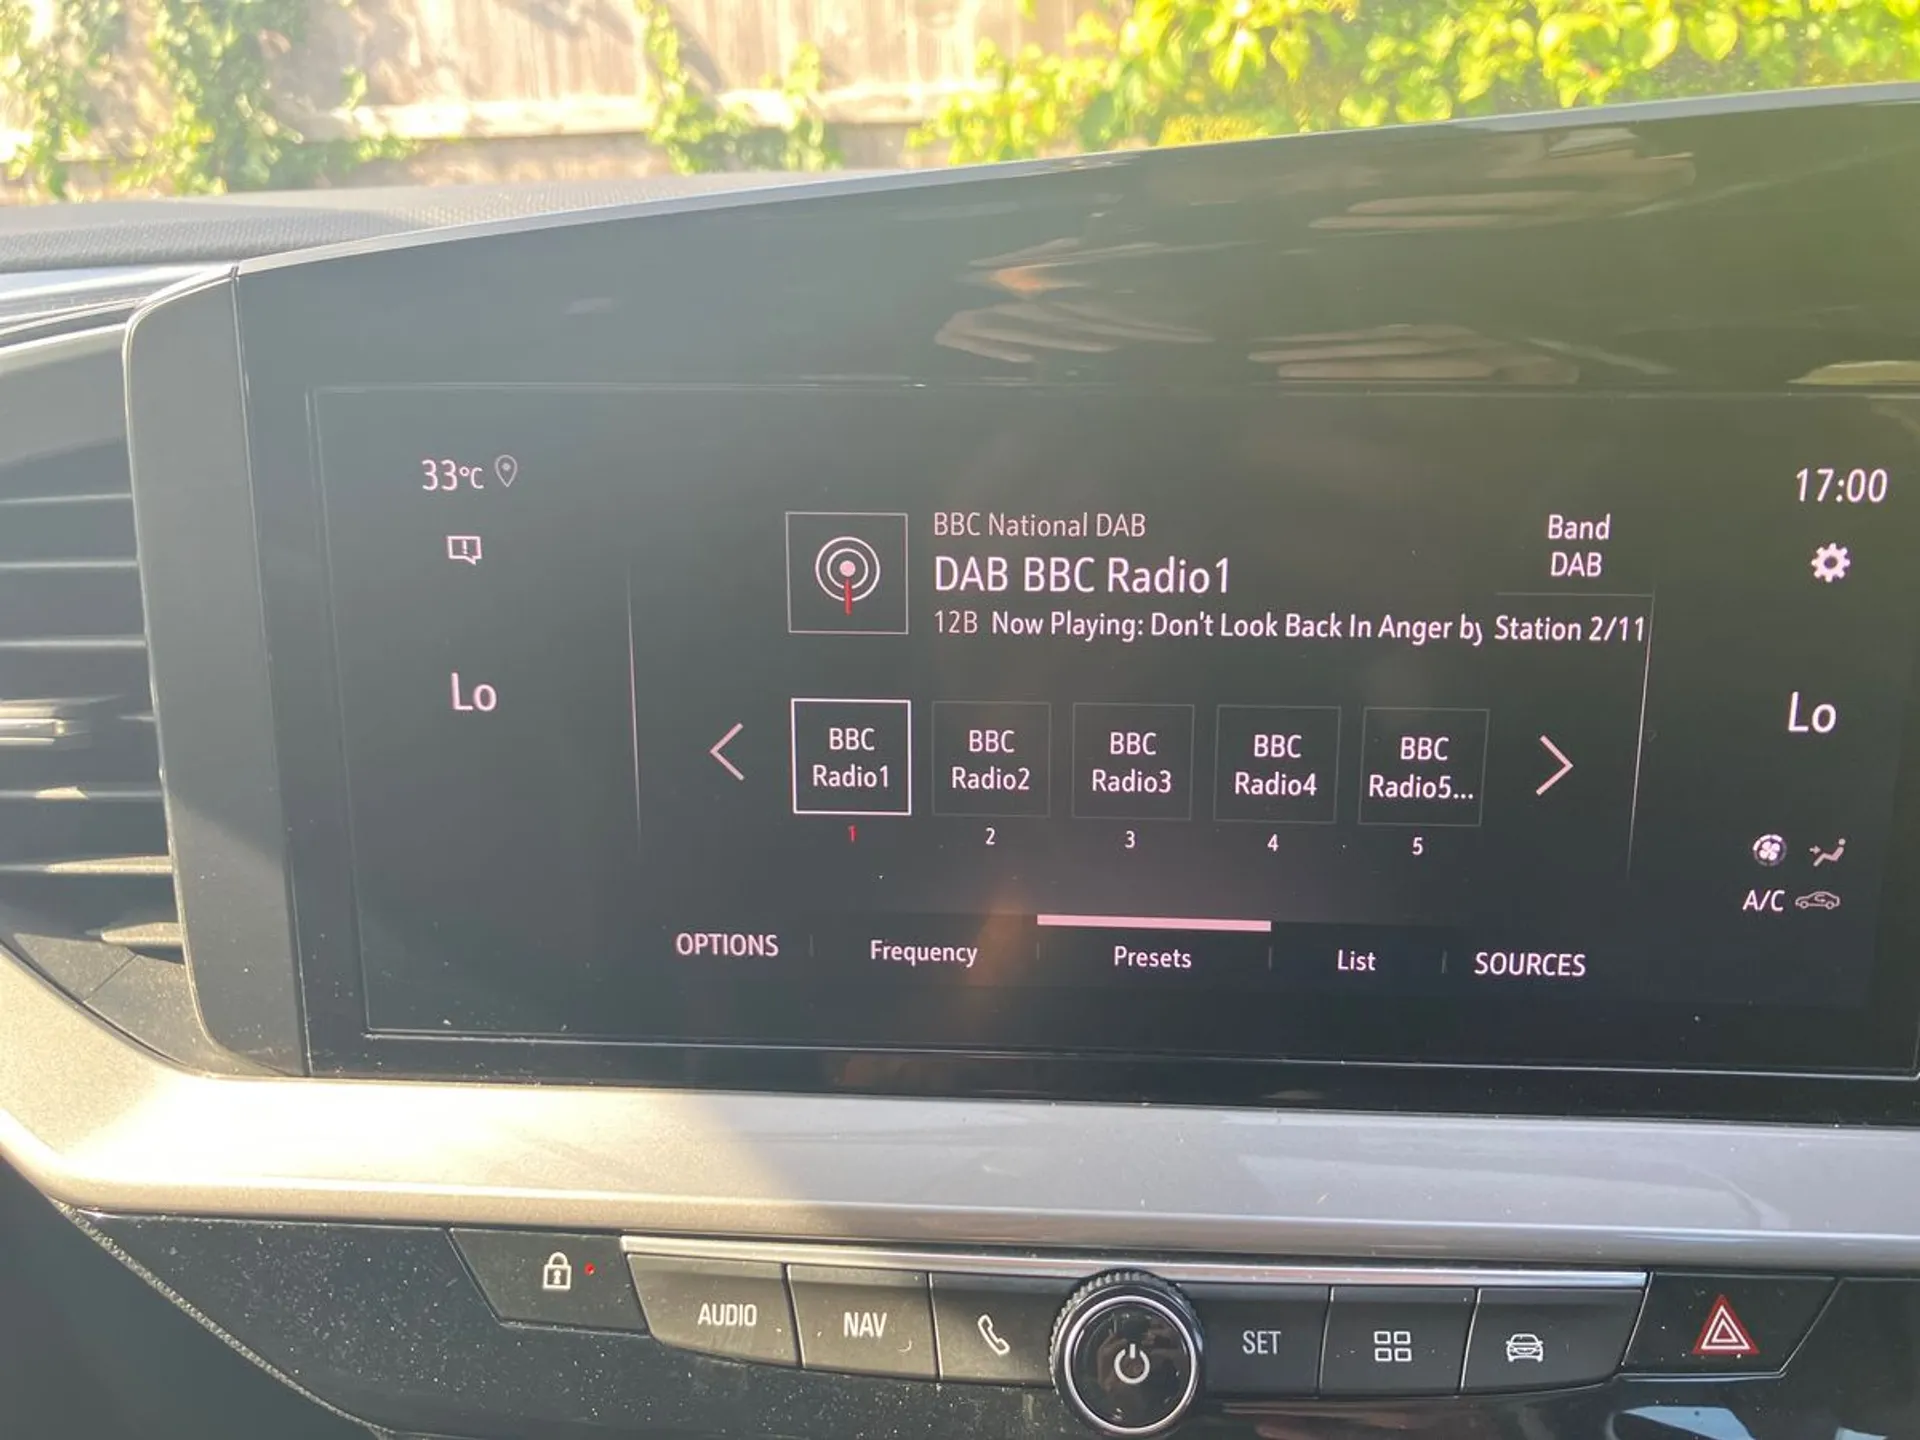 33°C
17:00
BBC National DAB
DAB BBC Radio1
12B Now Playing: Don't Look Back In Anger by
Band
DAB
Station 2/11
Lo
Lo
BBC
Radio1
BBC
Radio2
BBC
Radio3
BBC
Radio4
BBC
Radio5...
1
2
3
4
5
A/C
OPTIONS
Frequency
Presets
List
SOURCES
AUDIO
NAV
SET